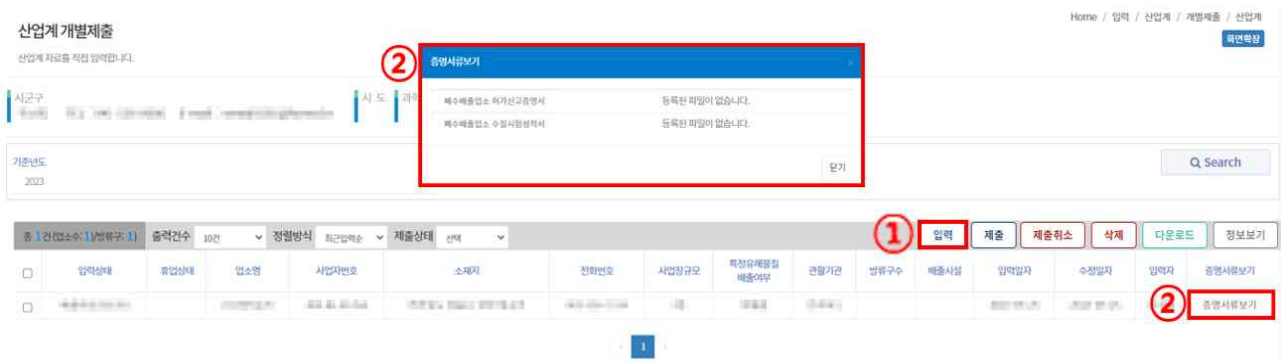 Home / 입력 / 산업계 / 개별제출 / 산업계
산업계 개별제출
화면확장
산업계 자료를 직접 입력합니다.
②
증명서류보기
×
시군구
시 도
폐수배출업소 허가신고증명서 등록된 파일이 없습니다.
폐수배출업소 수질시험성적서 등록된 파일이 없습니다.
닫기
기준년도
2023
Search
총 1건(업소수:1)/방류구: 1) 출력건수 10건 정렬방식 최근입력순 제출상태 선택
① 입력 제출 제출취소 삭제 다운로드 정보보기
입력상태 휴업상태 업소명 사업자번호 소재지 전화번호 사업장규모 특정유해물질 배출여부 관할기관 방류구수 배출시설 입력일자 수정일자 입력자 증명서류보기
② 증명서류보기
1